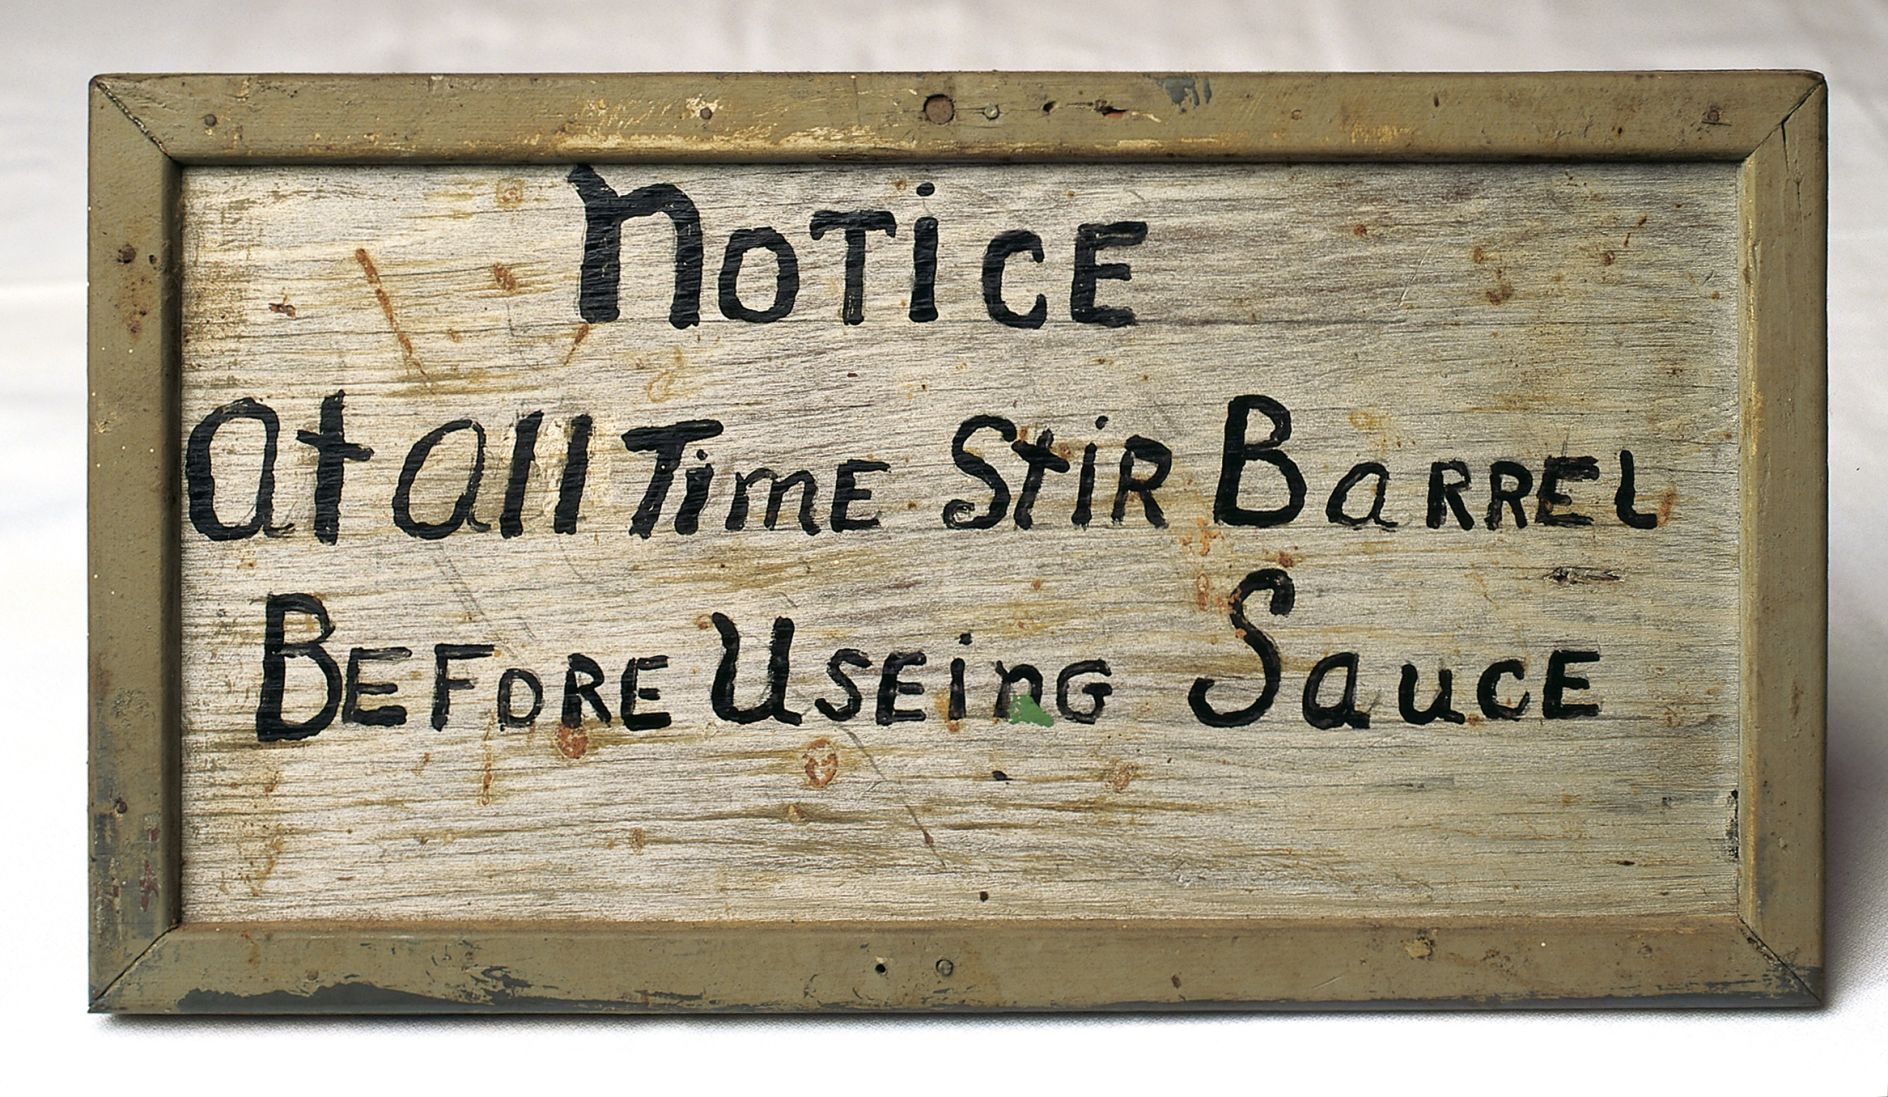 NOTICE
At All Time Stir Barrel
Before Useing Sauce